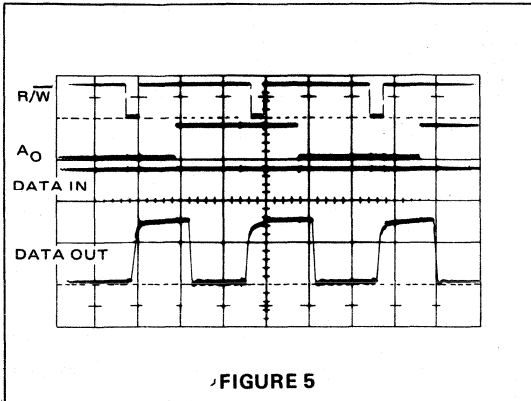 R/W̅
A0
DATA IN
DATA OUT
FIGURE 5